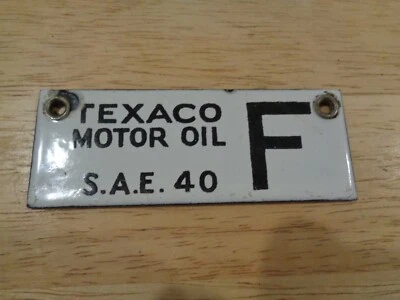 TEXACO
MOTOR OIL
S.A.E. 40
F